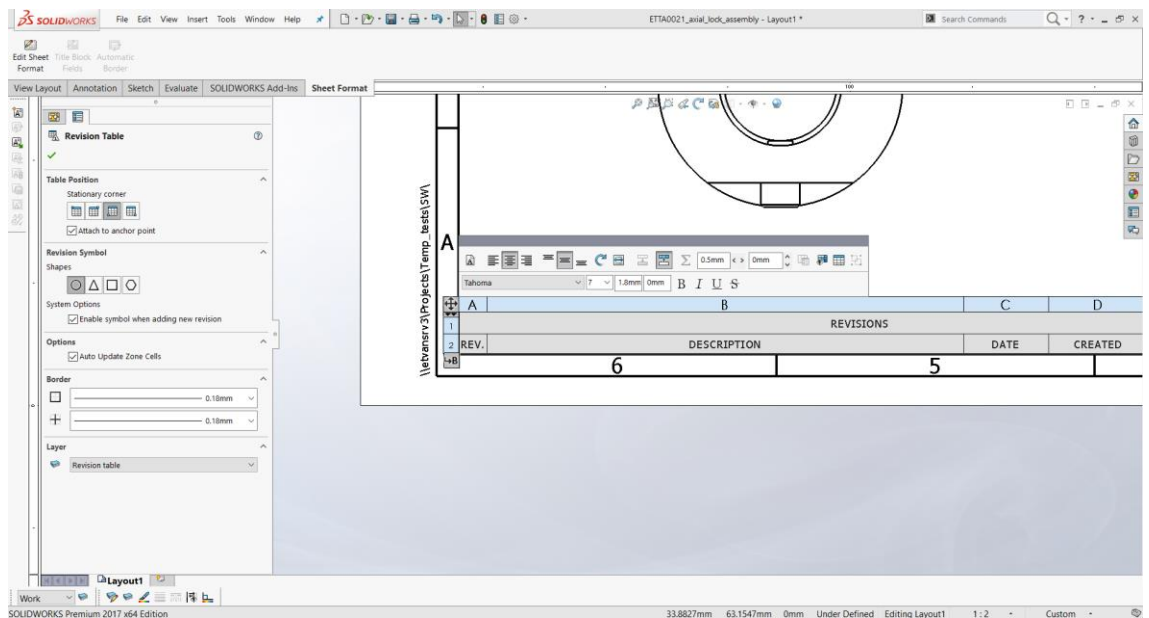 SOLIDWORKS File Edit View Insert Tools Window Help ETTA0021_axial_lock_assembly - Layout1 * Search Commands
Edit Sheet Format Title Block Fields Automatic Border
View Layout Annotation Sketch Evaluate SOLIDWORKS Add-Ins Sheet Format
100
Revision Table
Table Position
Stationary corner
Attach to anchor point
Revision Symbol
Shapes
System Options
Enable symbol when adding new revision
Options
Auto Update Zone Cells
Border
0.18mm
0.18mm
Layer
Revision table
\\etvansrv3\Projects\Temp_tests\SW\
A
0.5mm 0mm
Tahoma 7 1.8mm 0mm B I U S
A B C D
1 REVISIONS
2 REV. DESCRIPTION DATE CREATED
B
6 5
Layout1
Work
SOLIDWORKS Premium 2017 x64 Edition 33.8827mm 63.1547mm 0mm Under Defined Editing Layout1 1:2 Custom